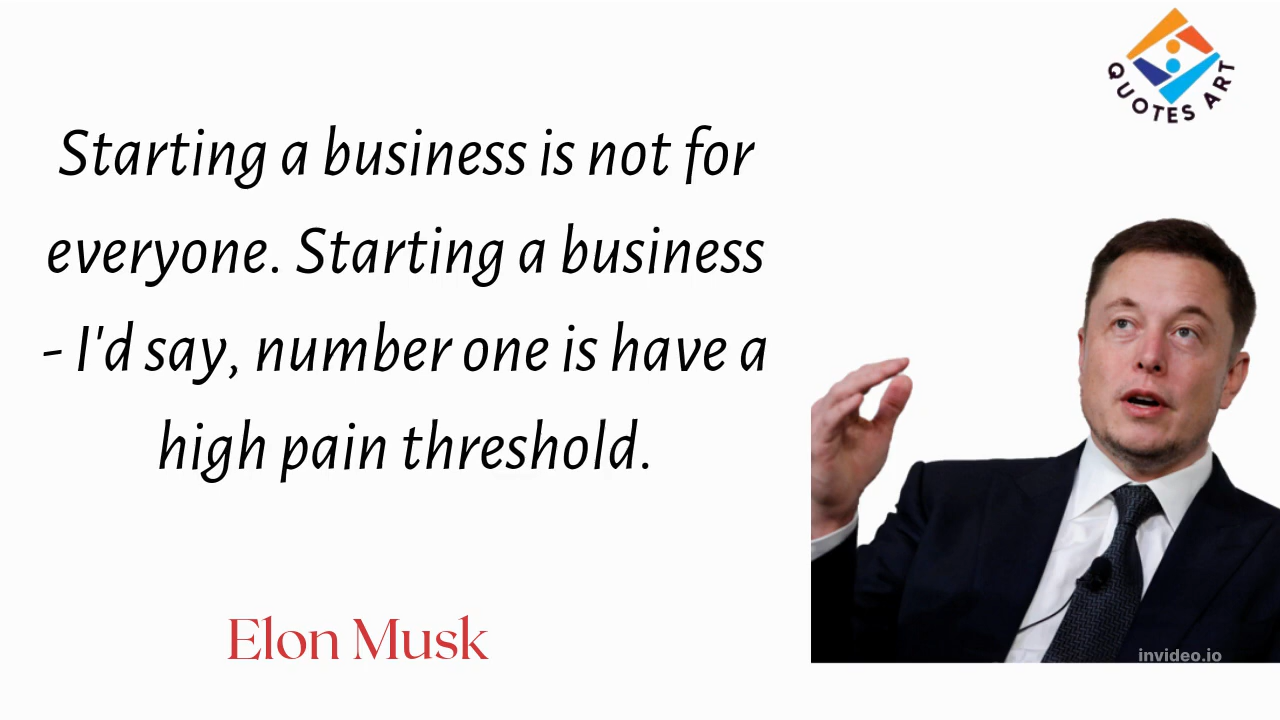 QUOTES ART
Starting a business is not for
everyone. Starting a business
- I'd say, number one is have a
high pain threshold.
Elon Musk
invideo.io